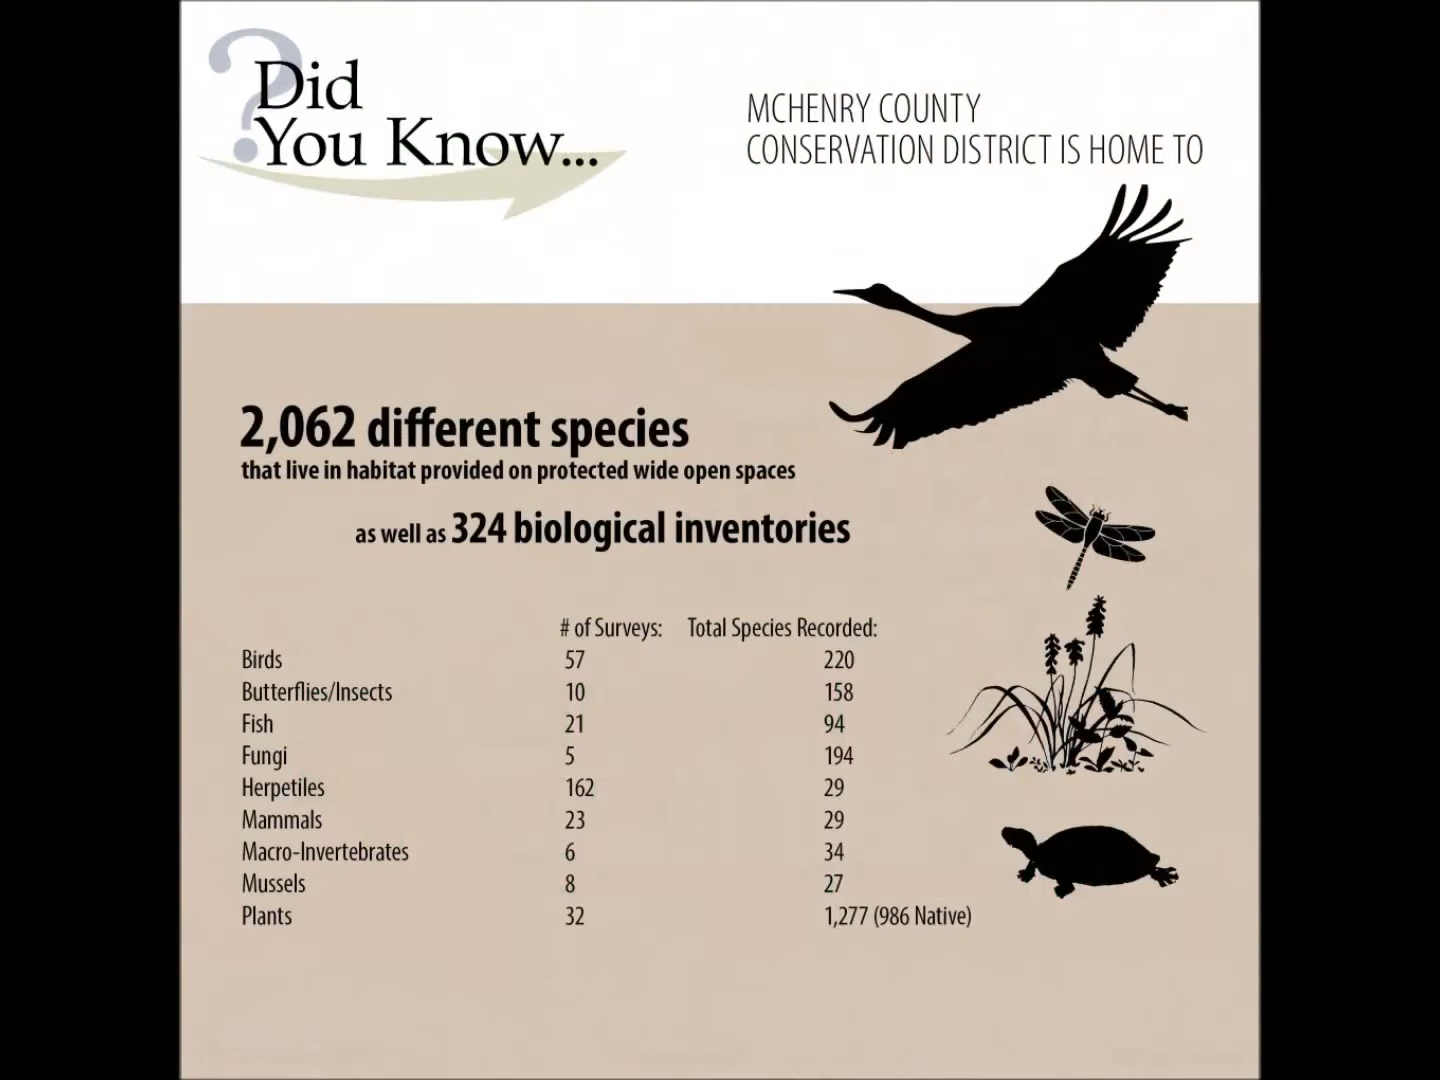 ?
Did
You Know...
MCHENRY COUNTY
CONSERVATION DISTRICT IS HOME TO
2,062 different species
that live in habitat provided on protected wide open spaces
as well as 324 biological inventories
# of Surveys: Total Species Recorded:
Birds 57 220
Butterflies/Insects 10 158
Fish 21 94
Fungi 5 194
Herpetiles 162 29
Mammals 23 29
Macro-Invertebrates 6 34
Mussels 8 27
Plants 32 1,277 (986 Native)